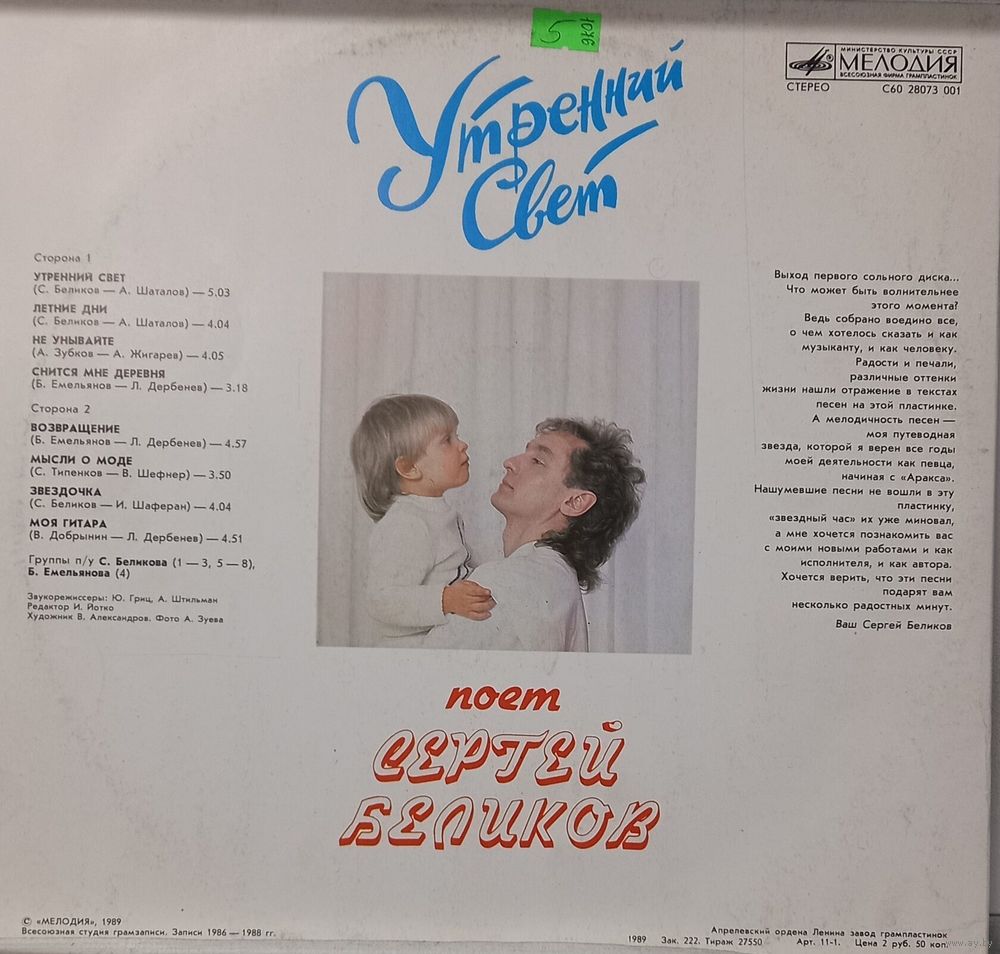 1046
Утренний
Свет
МИНИСТЕРСТВО КУЛЬТУРЫ СССР
МЕЛОДИЯ
ВСЕСОЮЗНАЯ ФИРМА ГРАМПЛАСТИНОК
СТЕРЕО С60 28073 001
Сторона 1
УТРЕННИЙ СВЕТ
(С. Беликов — А. Шаталов) — 5.03
ЛЕТНИЕ ДНИ
(С. Беликов — А. Шаталов) — 4.04
НЕ УНЫВАЙТЕ
(А. Зубков — А. Жигарев) — 4.05
СНИТСЯ МНЕ ДЕРЕВНЯ
(Б. Емельянов — Л. Дербенев) — 3.18
Сторона 2
ВОЗВРАЩЕНИЕ
(Б. Емельянов — Л. Дербенев) — 4.57
МЫСЛИ О МОДЕ
(С. Типенков — В. Шефнер) — 3.50
ЗВЕЗДОЧКА
(С. Беликов — И. Шаферан) — 4.04
МОЯ ГИТАРА
(В. Добрынин — Л. Дербенев) — 4.51
Группы п/у С. Беликова (1 — 3, 5 — 8),
Б. Емельянова (4)
Звукорежиссеры: Ю. Гриц, А. Штильман
Редактор И. Йотко
Художник В. Александров. Фото А. Зуева
Выход первого сольного диска...
Что может быть волнительнее
этого момента?
Ведь собрано воедино все,
о чем хотелось сказать и как
музыканту, и как человеку.
Радости и печали,
различные оттенки
жизни нашли отражение в текстах
песен на этой пластинке.
А мелодичность песен —
моя путеводная
звезда, которой я верен все годы
моей деятельности как певца,
начиная с «Аракса».
Нашумевшие песни не вошли в эту
пластинку,
«звездный час» их уже миновал,
а мне хочется познакомить вас
с моими новыми работами и как
исполнителя, и как автора.
Хочется верить, что эти песни
подарят вам
несколько радостных минут.
Ваш Сергей Беликов
поет
СЕРГЕЙ
БЕЛИКОВ
© «МЕЛОДИЯ», 1989
Всесоюзная студия грамзаписи. Записи 1986 — 1988 гг.
Апрелевский ордена Ленина завод грампластинок
1989 Зак. 222. Тираж 27550 Арт. 11-1. Цена 2 руб. 50 коп.
www.ay.by